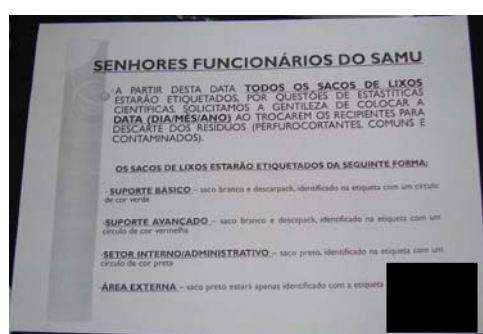 SENHORES FUNCIONÁRIOS DO SAMU
-A PARTIR DESTA DATA TODOS OS SACOS DE LIXOS
ESTARÃO ETIQUETADOS, POR QUESTÕES DE ESTASTÍTICAS
CIENTÍFICAS, SOLICITAMOS A GENTILEZA DE COLOCAR A
DATA (DIA/MÊS/ANO) AO TROCAREM OS RECIPIENTES PARA
DESCARTE DOS RESÍDUOS (PERFUROCORTANTES, COMUNS E
CONTAMINADOS).
OS SACOS DE LIXOS ESTARÃO ETIQUETADOS DA SEGUINTE FORMA:
-SUPORTE BÁSICO – saco branco e descarpack, identificado na etiqueta com um círculo
de cor verde
-SUPORTE AVANÇADO – saco branco e descapack, identificado na etiqueta com um
círculo de cor vermelha
-SETOR INTERNO/ADMINISTRATIVO – saco preto, identificado na etiqueta com um
círculo de cor preta
-ÁREA EXTERNA – saco preto estará apenas identificado com a etiqueta